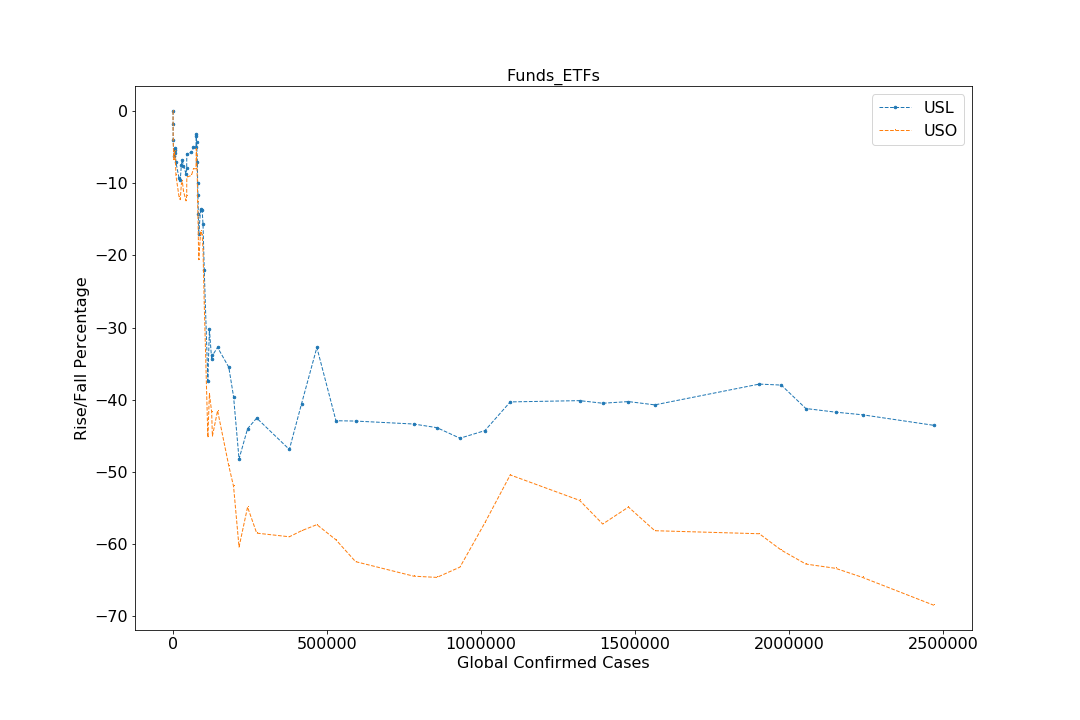 Funds_ETFs
USL
USO
Rise/Fall Percentage
0
−10
−20
−30
−40
−50
−60
−70
0
500000
1000000
1500000
2000000
2500000
Global Confirmed Cases